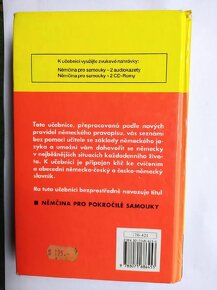 K učebnici využijte zvukové nahrávky:
Němčina pro samouky – 2 audiokazety
Němčina pro samouky – 2 CD-Romy
Tato učebnice, přepracovaná podle nových
pravidel německého pravopisu, vás seznámí
bez pomoci učitele se základy německého ja-
zyka a umožní vám dohovořit se německy
v nejběžnějších situacích každodenního živo-
ta. K učebnici je připojen klíč ke cvičením
a abecední německo-český a česko-německý
slovník.
Na tuto učebnici bezprostředně navazuje titul
■ NĚMČINA PRO POKROČILÉ SAMOUKY